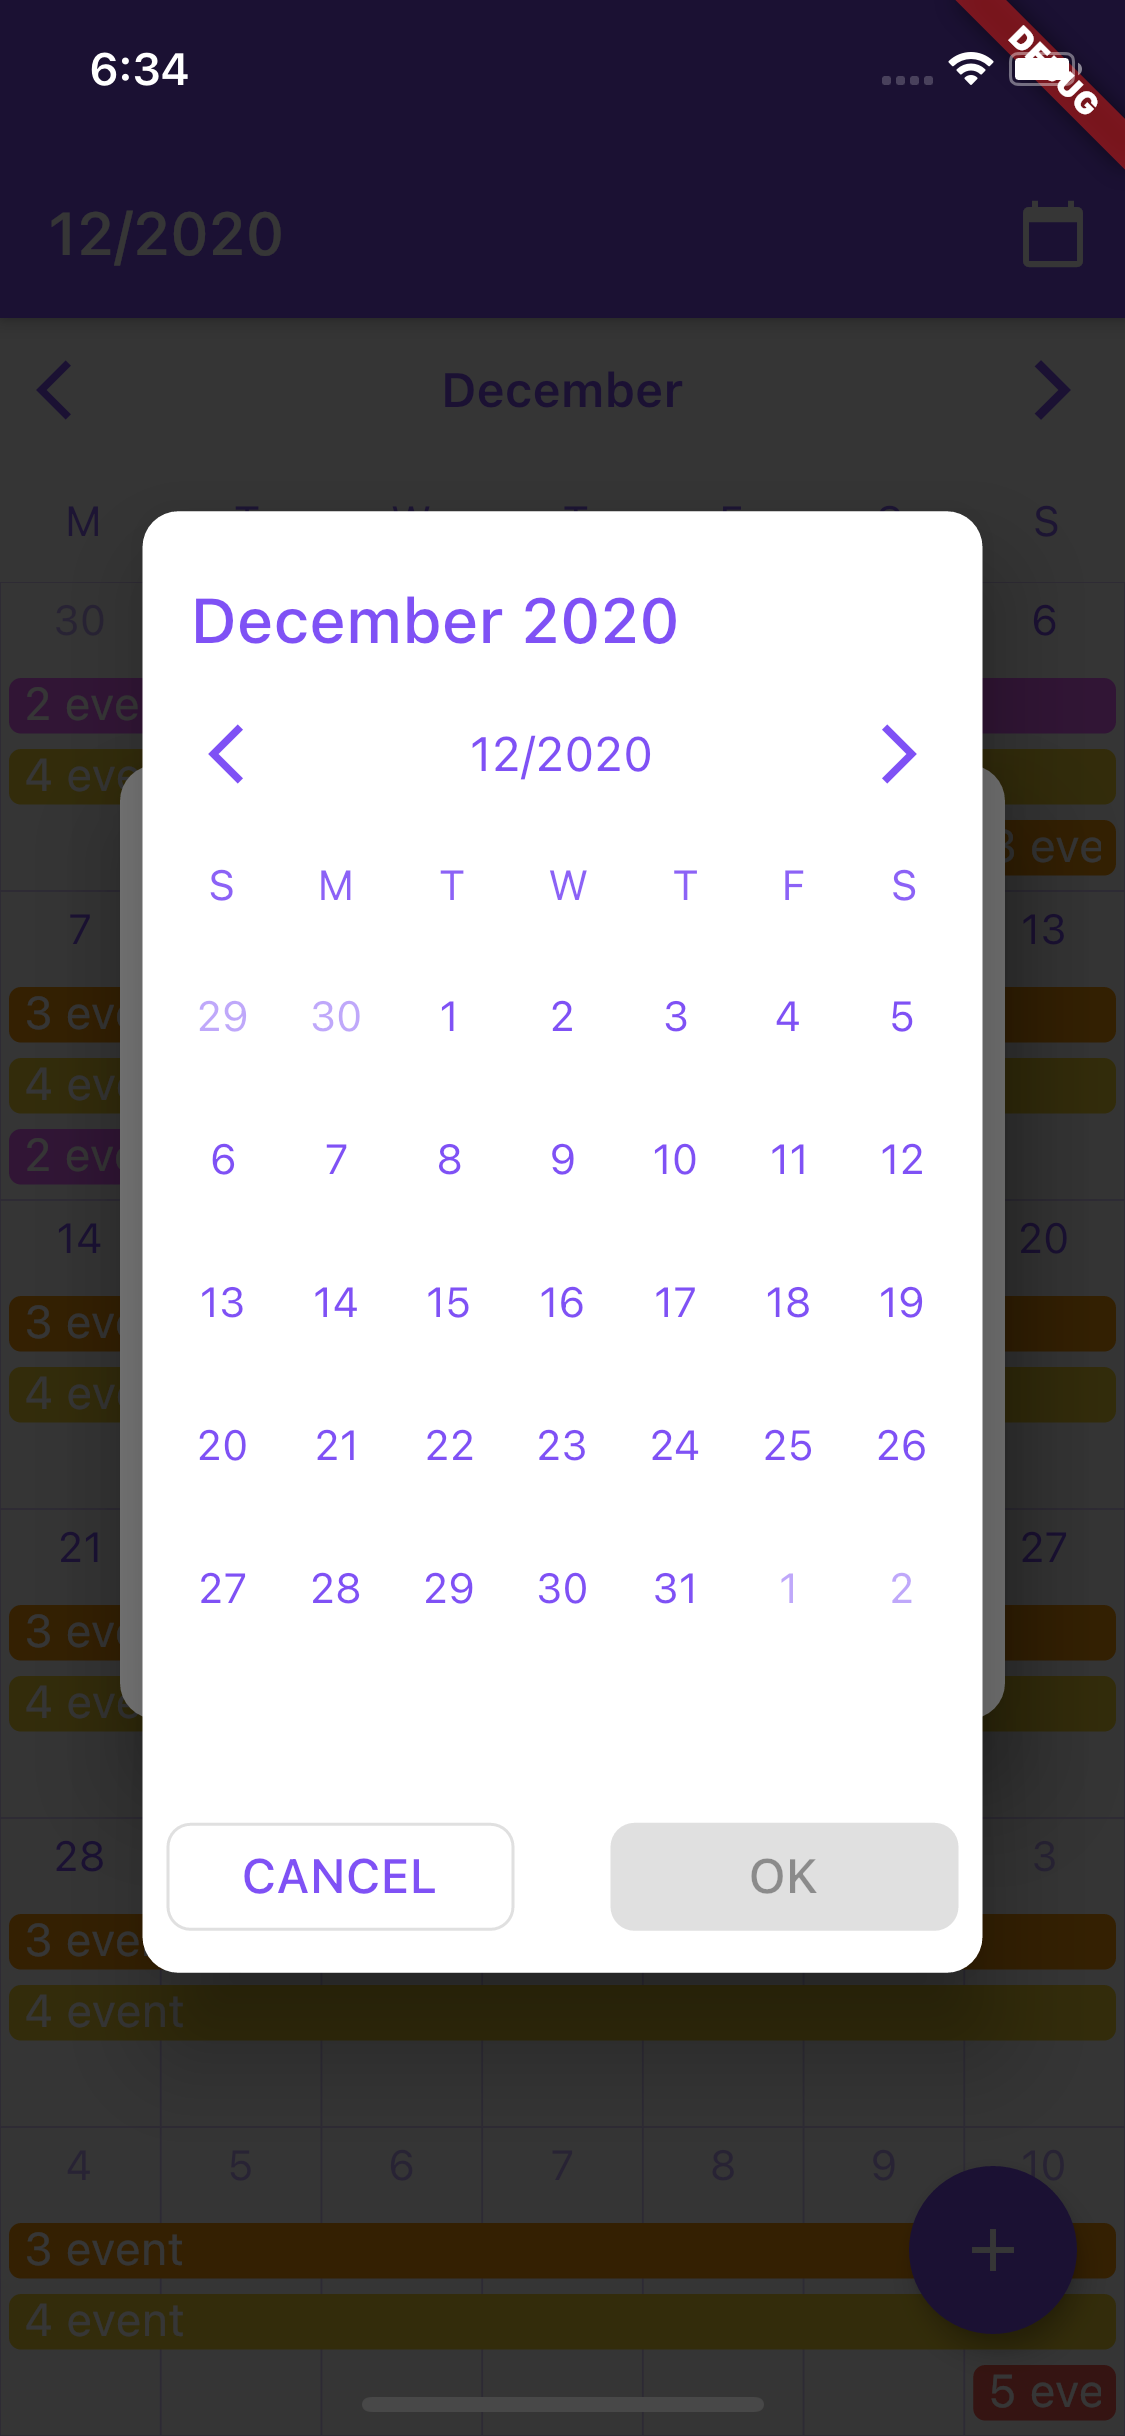 6:34
DEBUG
12/2020
December
M T W T F S S
30 6
December 2020
2 eve
12/2020
4 eve
3 eve
S M T W T F S
7 13
29 30 1 2 3 4 5
3 eve
4 eve
6 7 8 9 10 11 12
2 eve
14 20
13 14 15 16 17 18 19
3 eve
4 eve
20 21 22 23 24 25 26
21 27
27 28 29 30 31 1 2
3 eve
4 eve
28 3
CANCEL OK
3 eve
4 event
4 5 6 7 8 9 10
3 event
4 event
5 eve